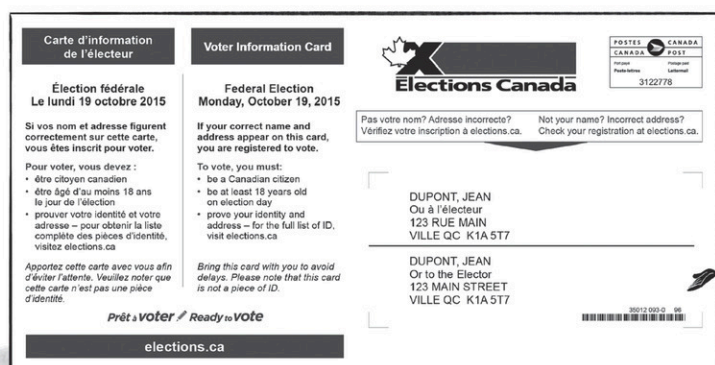 Carte d'information
de l'électeur
Élection fédérale
Le lundi 19 octobre 2015
Si vos nom et adresse figurent
correctement sur cette carte,
vous êtes inscrit pour voter.
Pour voter, vous devez :
• être citoyen canadien
• être âgé d'au moins 18 ans
le jour de l'élection
• prouver votre identité et votre
adresse – pour obtenir la liste
complète des pièces d'identité,
visitez elections.ca
Apportez cette carte avec vous afin
d'éviter l'attente. Veuillez noter que
cette carte n'est pas une pièce
d'identité.
Voter Information Card
Federal Election
Monday, October 19, 2015
If your correct name and
address appear on this card,
you are registered to vote.
To vote, you must:
• be a Canadian citizen
• be at least 18 years old
on election day
• prove your identity and
address – for the full list of ID,
visit elections.ca
Bring this card with you to avoid
delays. Please note that this card
is not a piece of ID.
Prêt à voter Ready to vote
elections.ca
Elections Canada
POSTES CANADA
CANADA POST
Port payé Postage paid
Poste-lettres Lettermail
3122778
Pas votre nom? Adresse incorrecte?
Vérifiez votre inscription à elections.ca.
Not your name? Incorrect address?
Check your registration at elections.ca.
DUPONT, JEAN
Ou à l'électeur
123 RUE MAIN
VILLE QC K1A 5T7
DUPONT, JEAN
Or to the Elector
123 MAIN STREET
VILLE QC K1A 5T7
35012 093-0 96